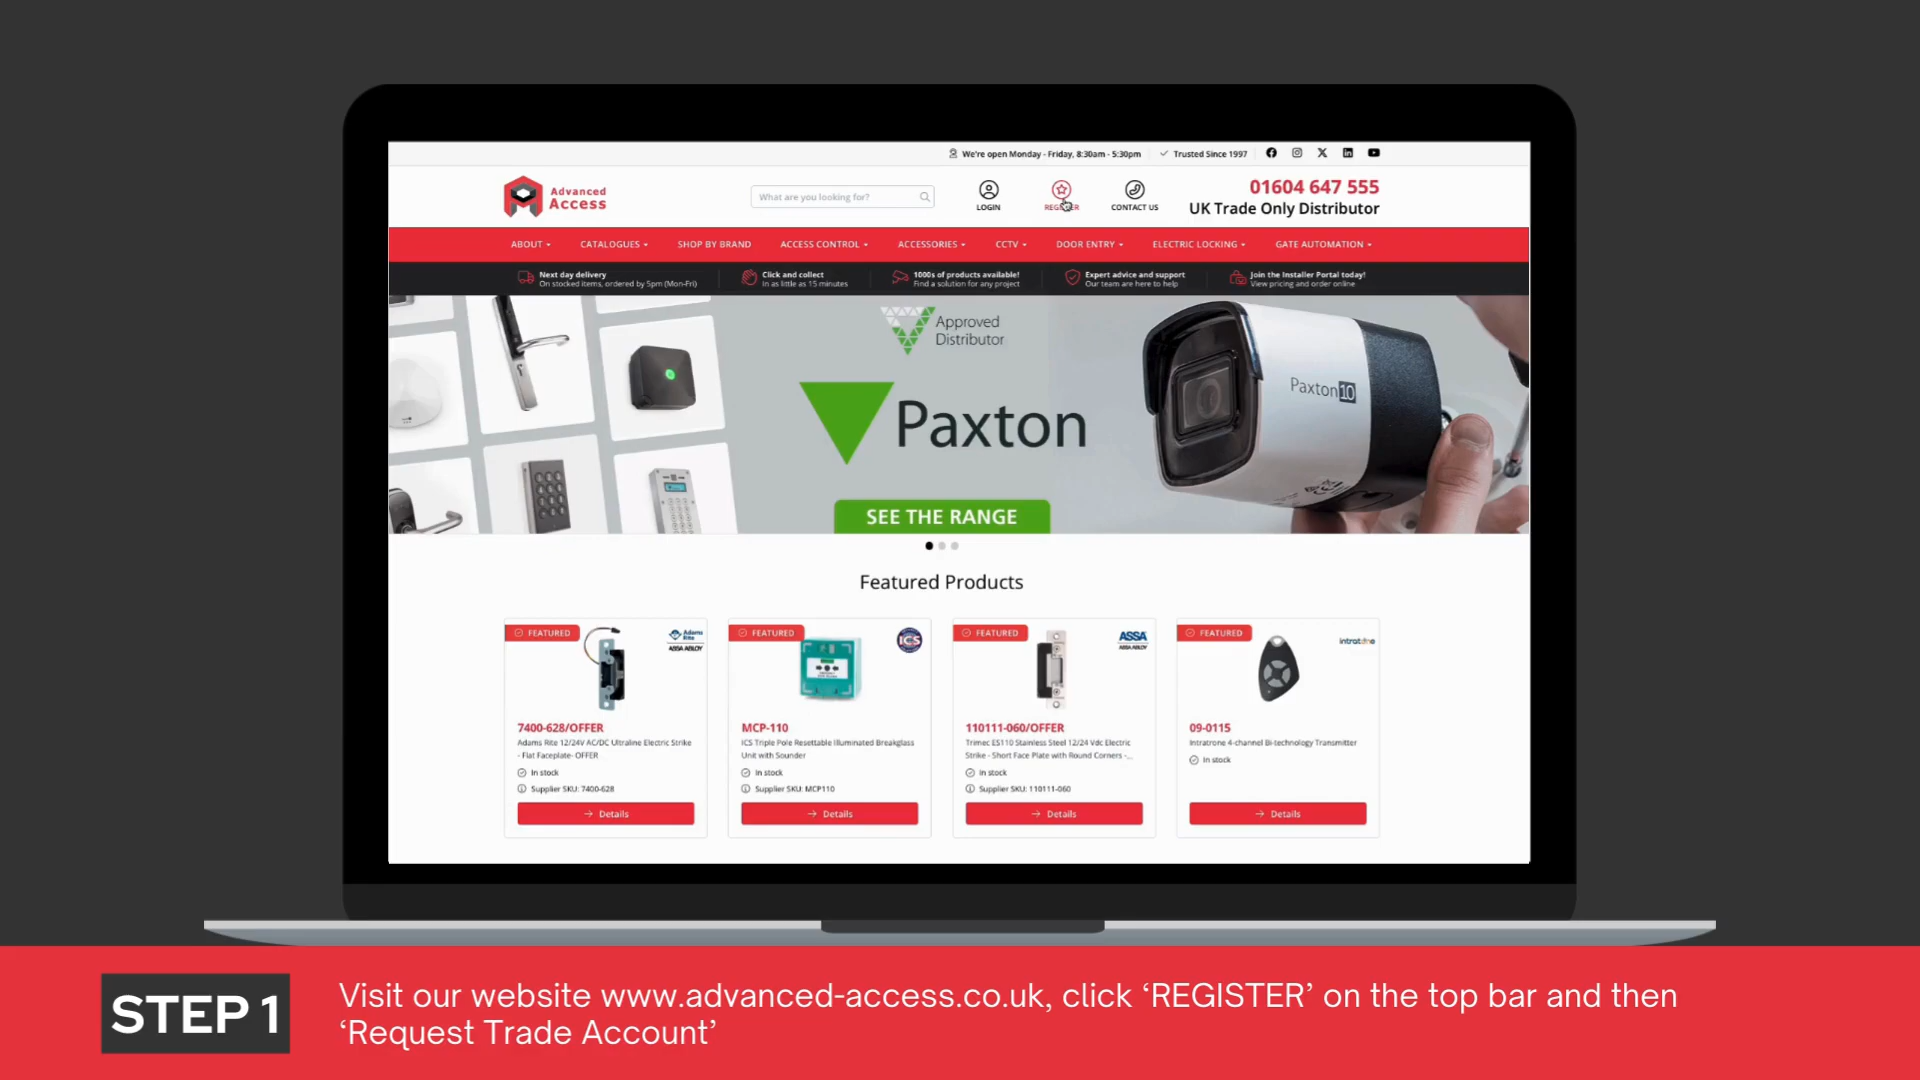 We're open Monday - Friday, 8:30am - 5:30pm
Trusted Since 1997
Advanced
Access
What are you looking for?
LOGIN
REGISTER
CONTACT US
01604 647 555
UK Trade Only Distributor
ABOUT
CATALOGUES
SHOP BY BRAND
ACCESS CONTROL
ACCESSORIES
CCTV
DOOR ENTRY
ELECTRIC LOCKING
GATE AUTOMATION
Next day delivery
On stocked items, ordered by 5pm (Mon-Fri)
Click and collect
In as little as 15 minutes
1000s of products available!
Find a solution for any project
Expert advice and support
Our team are here to help
Join the Installer Portal today!
View pricing and order online
Approved
Distributor
Paxton
SEE THE RANGE
Paxton10
Featured Products
FEATURED
Adams
Rite
ASSA ABLOY
7400-628/OFFER
Adams Rite 12/24V AC/DC Ultraline Electric Strike
- Flat Faceplate- OFFER
In stock
Supplier SKU: 7400-628
Details
FEATURED
ICS
MCP-110
ICS Triple Pole Resettable Illuminated Breakglass
Unit with Sounder
In stock
Supplier SKU: MCP110
Details
FEATURED
ASSA
ASSA ABLOY
110111-060/OFFER
Trimec ES110 Stainless Steel 12/24 Vdc Electric
Strike - Short Face Plate with Round Corners -...
In stock
Supplier SKU: 110111-060
Details
FEATURED
intratone
09-0115
Intratone 4-channel Bi-technology Transmitter
In stock
Details
STEP 1
Visit our website www.advanced-access.co.uk, click ‘REGISTER’ on the top bar and then
‘Request Trade Account’